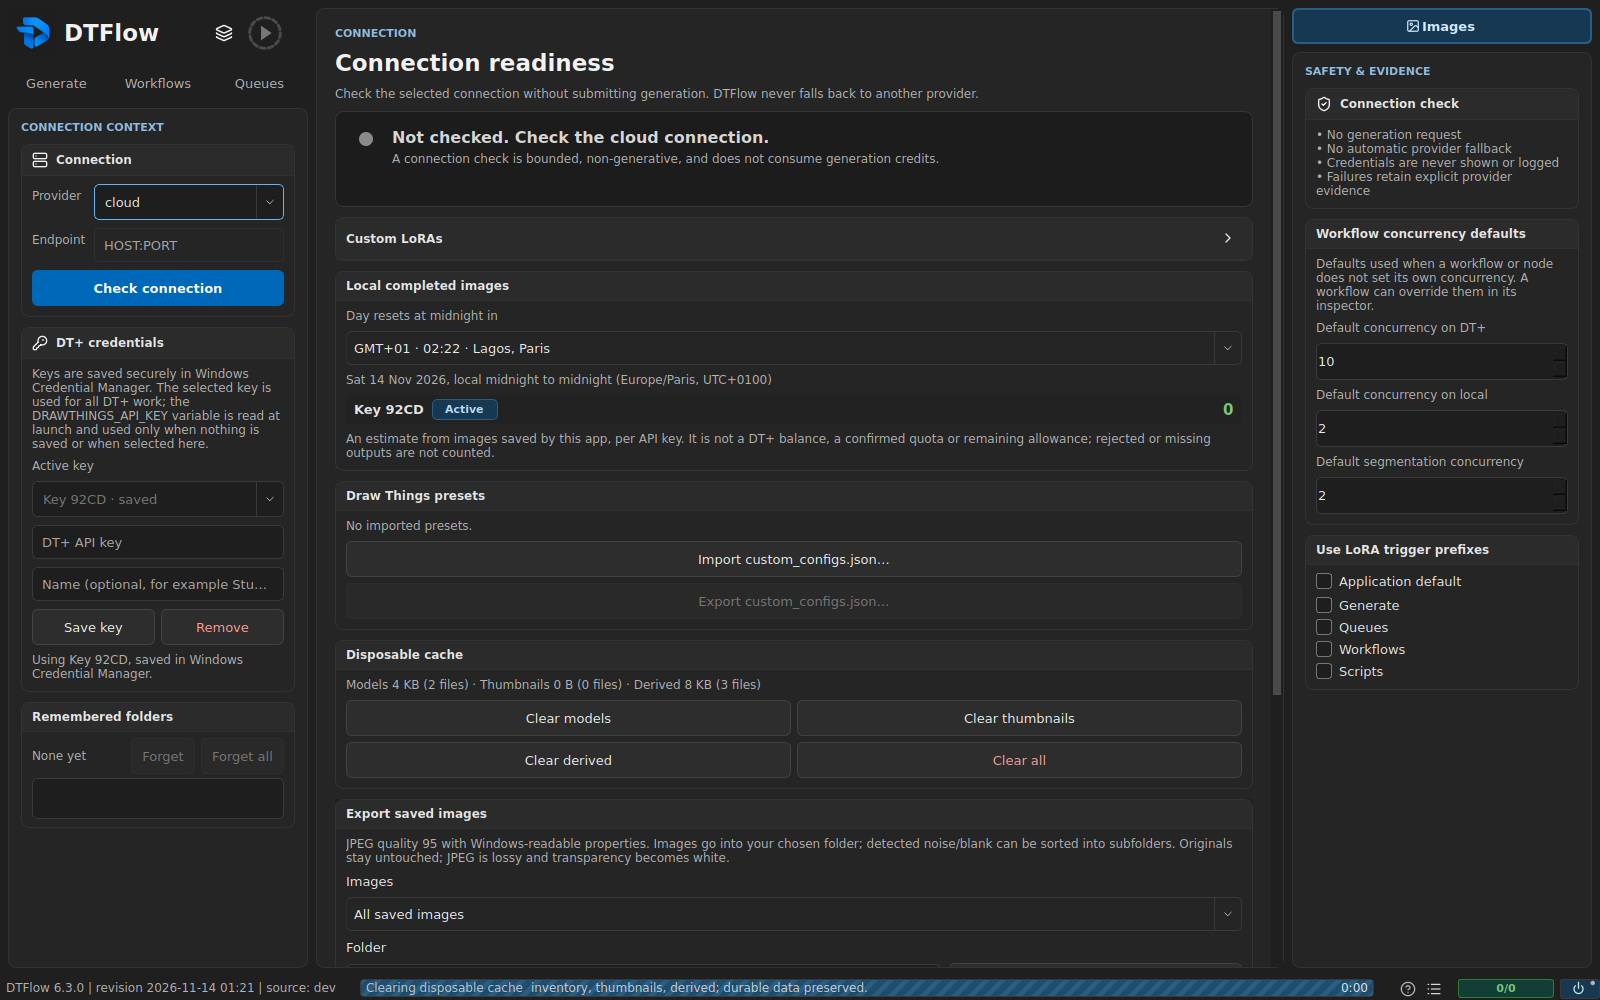 DTFlow
Generate
Workflows
Queues
CONNECTION CONTEXT
Connection
Provider
cloud
Endpoint
HOST:PORT
Check connection
DT+ credentials
Keys are saved securely in Windows
Credential Manager. The selected key is
used for all DT+ work; the
DRAWTHINGS_API_KEY variable is read at
launch and used only when nothing is
saved or when selected here.
Active key
Key 92CD · saved
DT+ API key
Name (optional, for example Stu...
Save key
Remove
Using Key 92CD, saved in Windows
Credential Manager.
Remembered folders
None yet
Forget
Forget all
CONNECTION
Connection readiness
Check the selected connection without submitting generation. DTFlow never falls back to another provider.
Not checked. Check the cloud connection.
A connection check is bounded, non-generative, and does not consume generation credits.
Custom LoRAs
Local completed images
Day resets at midnight in
GMT+01 · 02:22 · Lagos, Paris
Sat 14 Nov 2026, local midnight to midnight (Europe/Paris, UTC+0100)
Key 92CD
Active
0
An estimate from images saved by this app, per API key. It is not a DT+ balance, a confirmed quota or remaining allowance; rejected or missing
outputs are not counted.
Draw Things presets
No imported presets.
Import custom_configs.json...
Export custom_configs.json...
Disposable cache
Models 4 KB (2 files) · Thumbnails 0 B (0 files) · Derived 8 KB (3 files)
Clear models
Clear thumbnails
Clear derived
Clear all
Export saved images
JPEG quality 95 with Windows-readable properties. Images go into your chosen folder; detected noise/blank can be sorted into subfolders. Originals
stay untouched; JPEG is lossy and transparency becomes white.
Images
All saved images
Folder
Images
SAFETY & EVIDENCE
Connection check
• No generation request
• No automatic provider fallback
• Credentials are never shown or logged
• Failures retain explicit provider
evidence
Workflow concurrency defaults
Defaults used when a workflow or node
does not set its own concurrency. A
workflow can override them in its
inspector.
Default concurrency on DT+
10
Default concurrency on local
2
Default segmentation concurrency
2
Use LoRA trigger prefixes
Application default
Generate
Queues
Workflows
Scripts
DTFlow 6.3.0 | revision 2026-11-14 01:21 | source: dev
Clearing disposable cache  inventory, thumbnails, derived; durable data preserved.
0:00
0/0